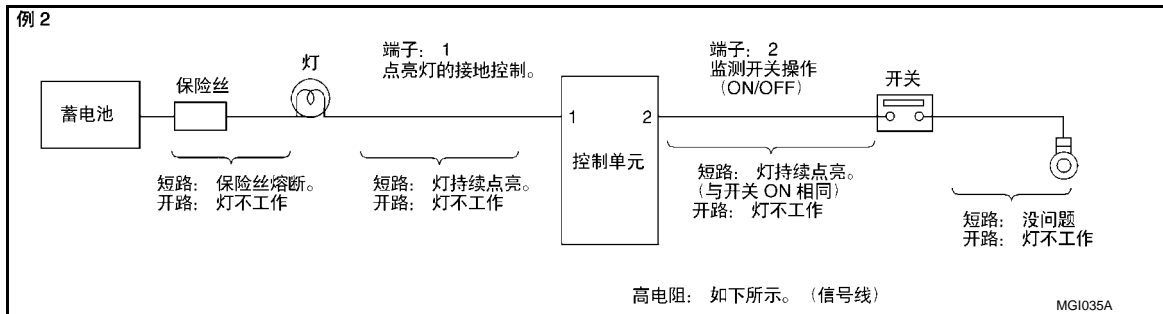 例 2
端子： 1
点亮灯的接地控制。
端子： 2
监测开关操作
(ON/OFF)
灯
保险丝
开关
蓄电池
1
2
控制单元
短路： 保险丝熔断。
开路： 灯不工作
短路： 灯持续点亮。
开路： 灯不工作
短路： 灯持续点亮。
（与开关 ON 相同）
开路： 灯不工作
短路： 没问题
开路： 灯不工作
高电阻： 如下所示。（信号线）
MGI035A